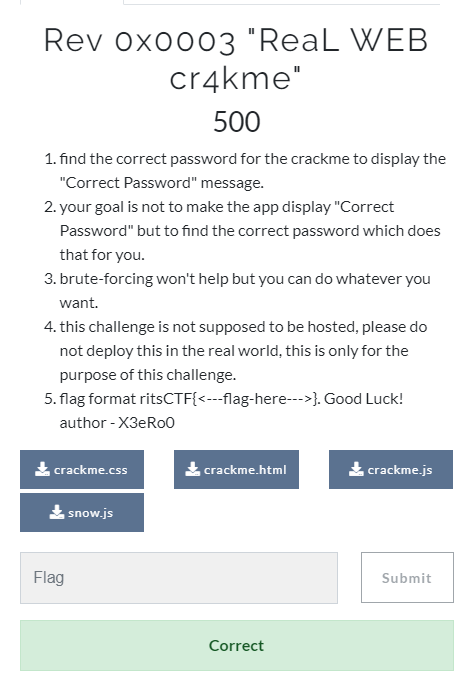 Rev 0x0003 "ReaL WEB
cr4kme"
500
1. find the correct password for the crackme to display the
"Correct Password" message.
2. your goal is not to make the app display "Correct
Password" but to find the correct password which does
that for you.
3. brute-forcing won't help but you can do whatever you
want.
4. this challenge is not supposed to be hosted, please do
not deploy this in the real world, this is only for the
purpose of this challenge.
5. flag format ritsCTF{<---flag-here--->}. Good Luck!
author - X3eRo0
crackme.css crackme.html crackme.js
snow.js
Flag Submit
Correct